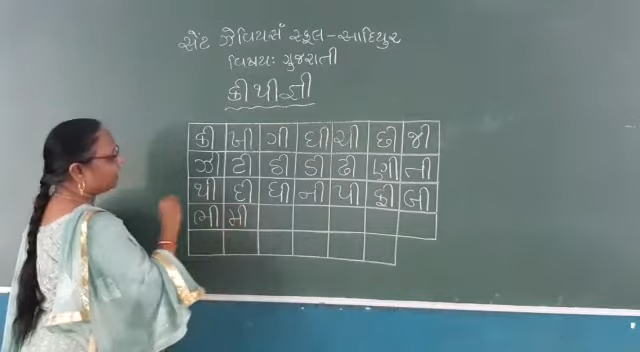 સેંટ ઝેવિયર્સ સ્કૂલ - આદિપુર
વિષય: ગુજરાતી
કી થી જ્ઞી
કી ખી ગી ઘી ચી છી જી
ઝી ટી ઠી ડી ઢી ણી તી
થી દી ધી ની પી ફી બી
ભી મી